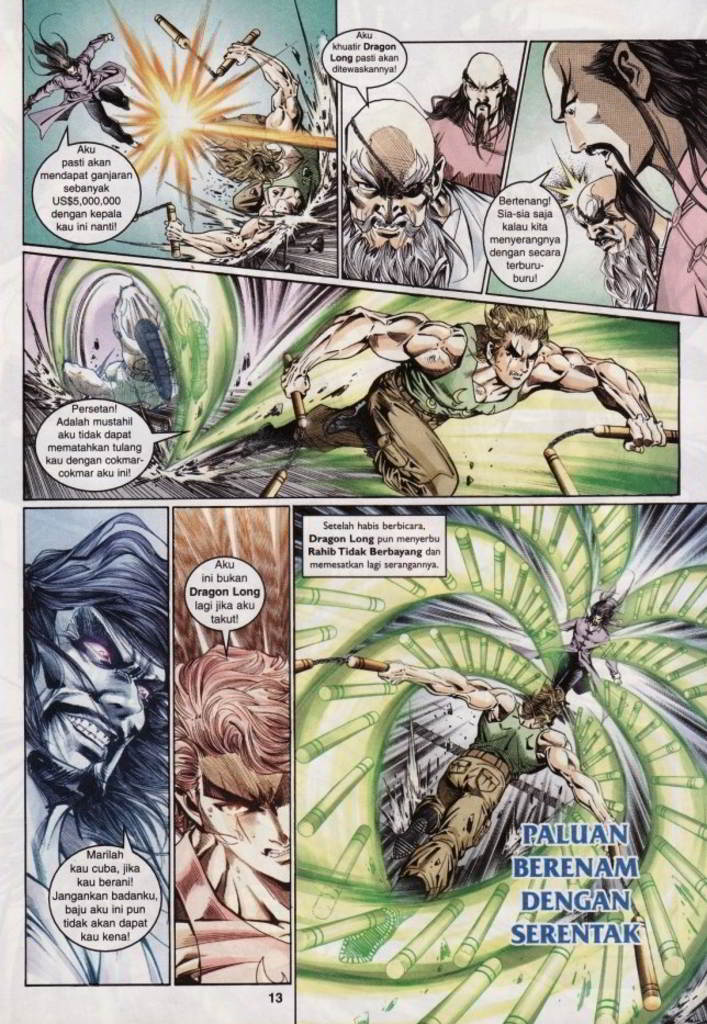 Aku
pasti akan
mendapat ganjaran
sebanyak
US$5,000,000
dengan kepala
kau ini nanti!
Aku
khuatir Dragon
Long pasti akan
ditewaskannya!
Bertenang!
Sia-sia saja
kalau kita
menyerangnya
dengan secara
terburu-
buru!
Persetan!
Adalah mustahil
aku tidak dapat
mematahkan tulang
kau dengan cokmar-
cokmar aku ini!
Marilah
kau cuba, jika
kau berani!
Jangankan badanku,
baju aku ini pun
tak akan dapat
kau kena!
Aku
ini bukan
Dragon Long
lagi jika aku
takut!
Setelah habis berbicara,
Dragon Long pun menyerbu
Rahib Tidak Berbayang dan
memesatkan lagi serangannya.
PALUAN
BERENAM
DENGAN
SERENTAK
13